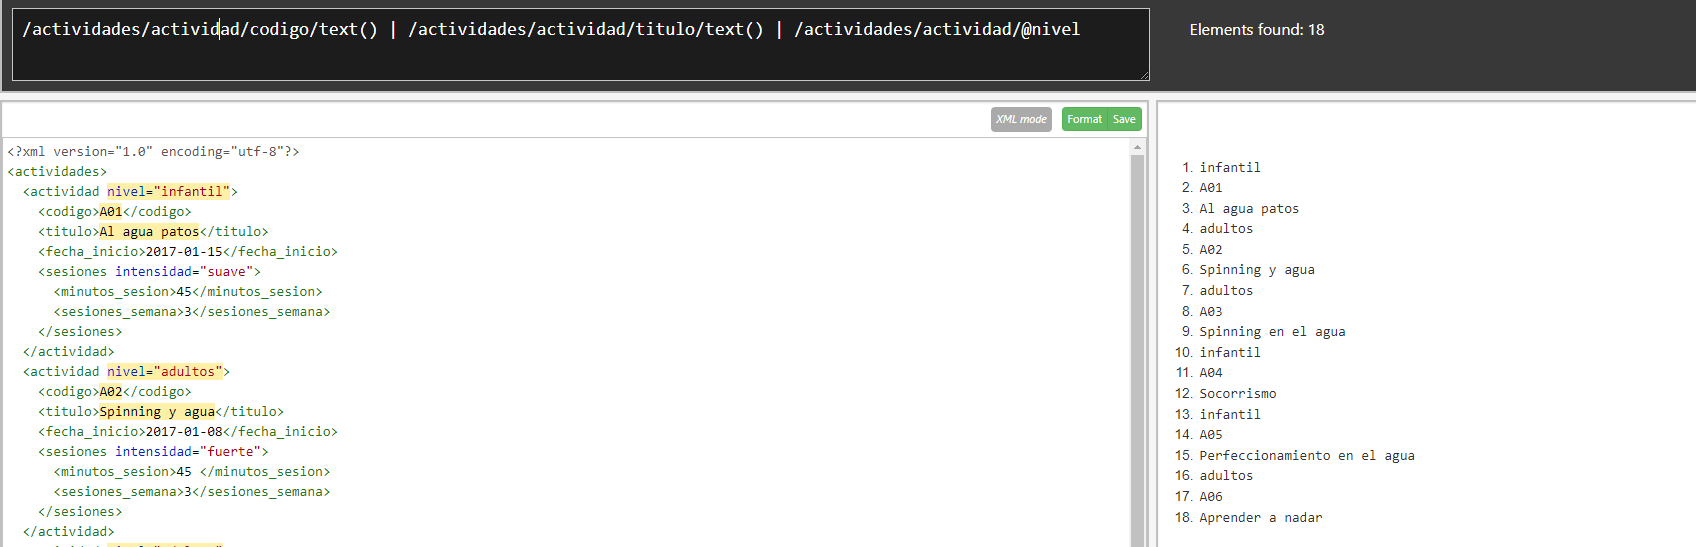 /actividades/actividad/codigo/text() | /actividades/actividad/titulo/text() | /actividades/actividad/@nivel
Elements found: 18
XML mode
Format
Save
<?xml version="1.0" encoding="utf-8"?>
<actividades>
<actividad nivel="infantil">
<codigo>A01</codigo>
<titulo>Al agua patos</titulo>
<fecha_inicio>2017-01-15</fecha_inicio>
<sesiones intensidad="suave">
<minutos_sesion>45</minutos_sesion>
<sesiones_semana>3</sesiones_semana>
</sesiones>
</actividad>
<actividad nivel="adultos">
<codigo>A02</codigo>
<titulo>Spinning y agua</titulo>
<fecha_inicio>2017-01-08</fecha_inicio>
<sesiones intensidad="fuerte">
<minutos_sesion>45 </minutos_sesion>
<sesiones_semana>3</sesiones_semana>
</sesiones>
</actividad>
1. infantil
2. A01
3. Al agua patos
4. adultos
5. A02
6. Spinning y agua
7. adultos
8. A03
9. Spinning en el agua
10. infantil
11. A04
12. Socorrismo
13. infantil
14. A05
15. Perfeccionamiento en el agua
16. adultos
17. A06
18. Aprender a nadar